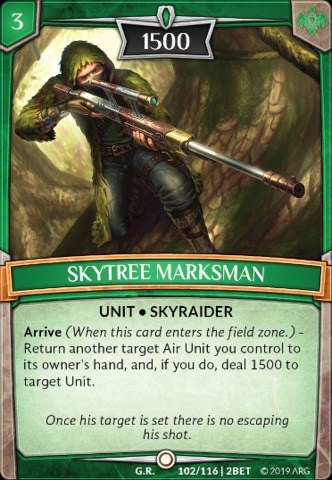 3
1500
SKYTREE MARKSMAN
UNIT • SKYRAIDER
Arrive (When this card enters the field zone.) -
Return another target Air Unit you control to
its owner's hand, and, if you do, deal 1500 to
target Unit.
Once his target is set there is no escaping
his shot.
G.R. 102/116 | 2BET © 2019 ARG